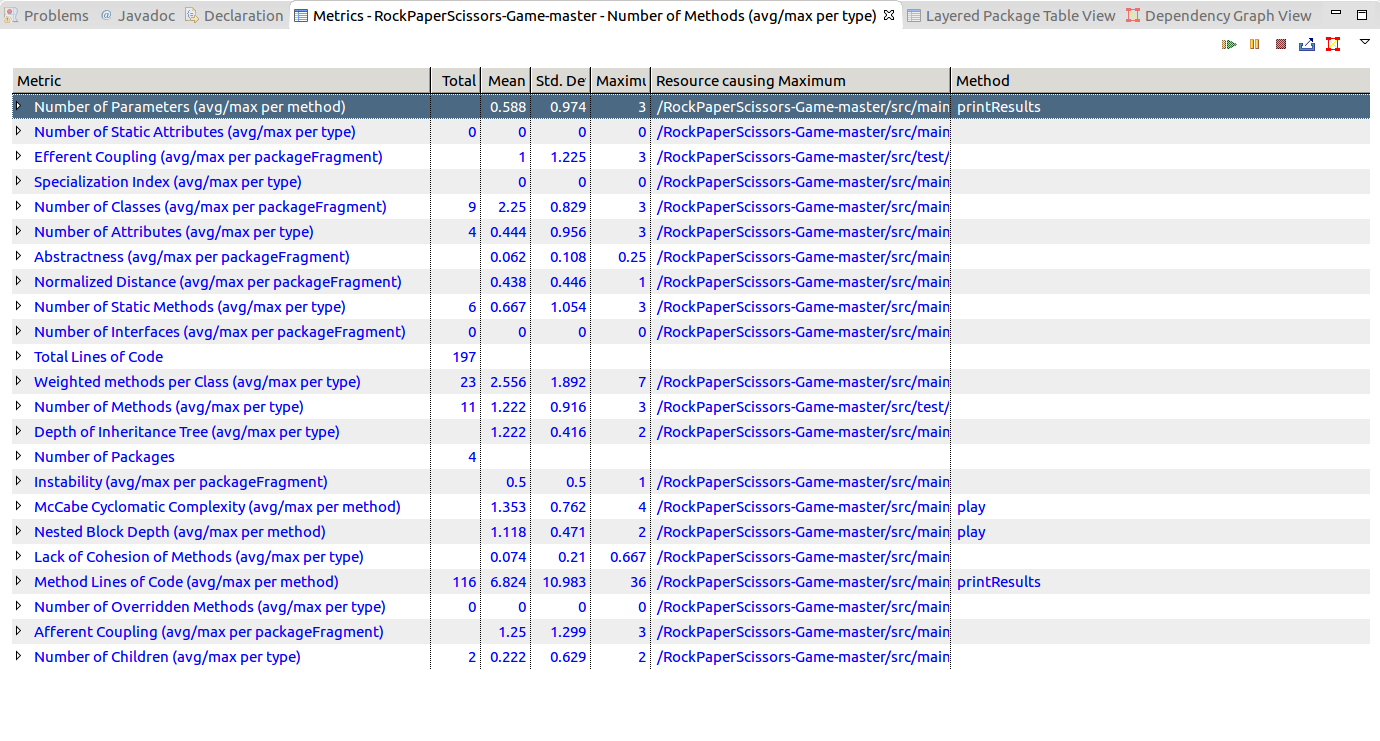 Problems @ Javadoc Declaration Metrics - RockPaperScissors-Game-master - Number of Methods (avg/max per type) Layered Package Table View Dependency Graph View
Metric Total Mean Std. De Maximu Resource causing Maximum Method
Number of Parameters (avg/max per method) 0.588 0.974 3 /RockPaperScissors-Game-master/src/main printResults
Number of Static Attributes (avg/max per type) 0 0 0 0 /RockPaperScissors-Game-master/src/main
Efferent Coupling (avg/max per packageFragment) 1 1.225 3 /RockPaperScissors-Game-master/src/test/
Specialization Index (avg/max per type) 0 0 0 /RockPaperScissors-Game-master/src/main
Number of Classes (avg/max per packageFragment) 9 2.25 0.829 3 /RockPaperScissors-Game-master/src/main
Number of Attributes (avg/max per type) 4 0.444 0.956 3 /RockPaperScissors-Game-master/src/main
Abstractness (avg/max per packageFragment) 0.062 0.108 0.25 /RockPaperScissors-Game-master/src/main
Normalized Distance (avg/max per packageFragment) 0.438 0.446 1 /RockPaperScissors-Game-master/src/main
Number of Static Methods (avg/max per type) 6 0.667 1.054 3 /RockPaperScissors-Game-master/src/main
Number of Interfaces (avg/max per packageFragment) 0 0 0 0 /RockPaperScissors-Game-master/src/main
Total Lines of Code 197
Weighted methods per Class (avg/max per type) 23 2.556 1.892 7 /RockPaperScissors-Game-master/src/main
Number of Methods (avg/max per type) 11 1.222 0.916 3 /RockPaperScissors-Game-master/src/test/
Depth of Inheritance Tree (avg/max per type) 1.222 0.416 2 /RockPaperScissors-Game-master/src/main
Number of Packages 4
Instability (avg/max per packageFragment) 0.5 0.5 1 /RockPaperScissors-Game-master/src/main
McCabe Cyclomatic Complexity (avg/max per method) 1.353 0.762 4 /RockPaperScissors-Game-master/src/main play
Nested Block Depth (avg/max per method) 1.118 0.471 2 /RockPaperScissors-Game-master/src/main play
Lack of Cohesion of Methods (avg/max per type) 0.074 0.21 0.667 /RockPaperScissors-Game-master/src/main
Method Lines of Code (avg/max per method) 116 6.824 10.983 36 /RockPaperScissors-Game-master/src/main printResults
Number of Overridden Methods (avg/max per type) 0 0 0 0 /RockPaperScissors-Game-master/src/main
Afferent Coupling (avg/max per packageFragment) 1.25 1.299 3 /RockPaperScissors-Game-master/src/main
Number of Children (avg/max per type) 2 0.222 0.629 2 /RockPaperScissors-Game-master/src/main